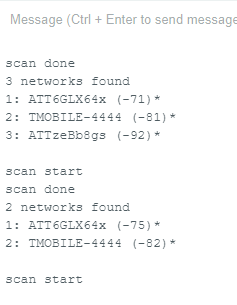 Message (Ctrl + Enter to send message
scan done
3 networks found
1: ATT6GLX64x (-71)*
2: TMOBILE-4444 (-81)*
3: ATTzeBb8gs (-92)*
scan start
scan done
2 networks found
1: ATT6GLX64x (-75)*
2: TMOBILE-4444 (-82)*
scan start